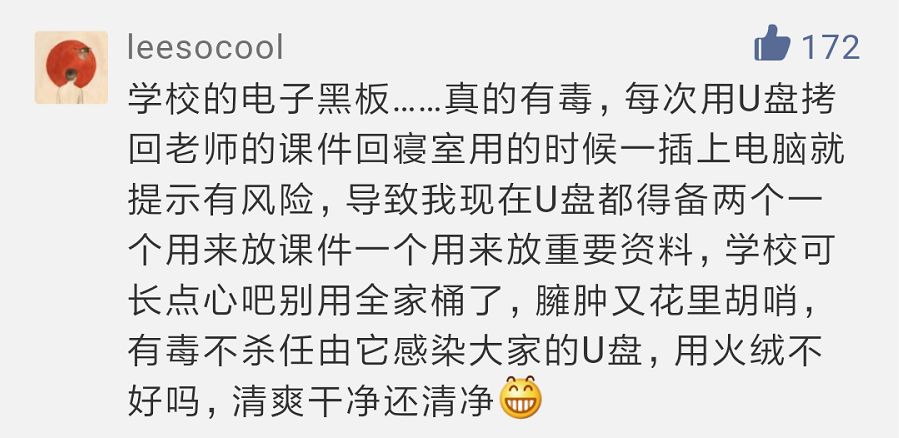 leesocool
172
学校的电子黑板……真的有毒，每次用U盘拷
回老师的课件回寝室用的时候一插上电脑就
提示有风险，导致我现在U盘都得备两个一
个用来放课件一个用来放重要资料，学校可
长点心吧别用全家桶了，臃肿又花里胡哨，
有毒不杀任由它感染大家的U盘，用火绒不
好吗，清爽干净还清净😁